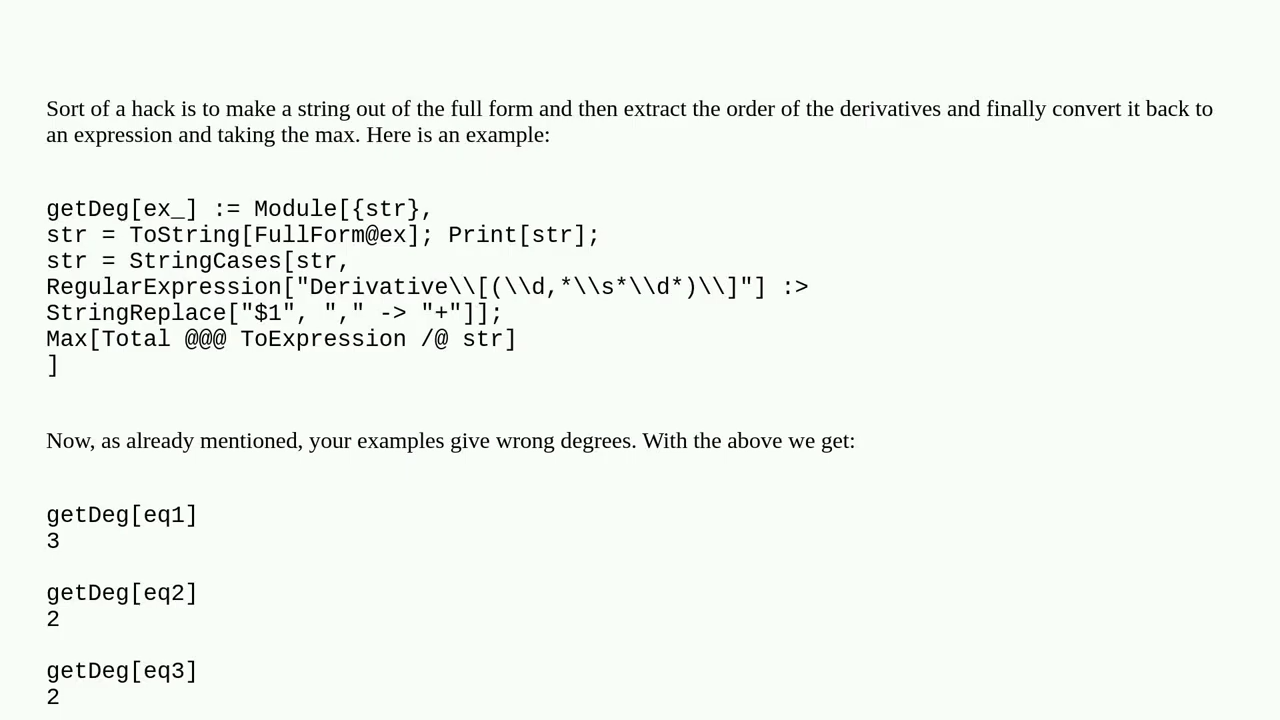 Sort of a hack is to make a string out of the full form and then extract the order of the derivatives and finally convert it back to
an expression and taking the max. Here is an example:
getDeg[ex_] := Module[{str},
str = ToString[FullForm@ex]; Print[str];
str = StringCases[str,
RegularExpression["Derivative\\[(\\d,*\\s*\\d*)\\]"] :>
StringReplace["$1", "," -> "+"]];
Max[Total @@@ ToExpression /@ str]
]
Now, as already mentioned, your examples give wrong degrees. With the above we get:
getDeg[eq1]
3
getDeg[eq2]
2
getDeg[eq3]
2